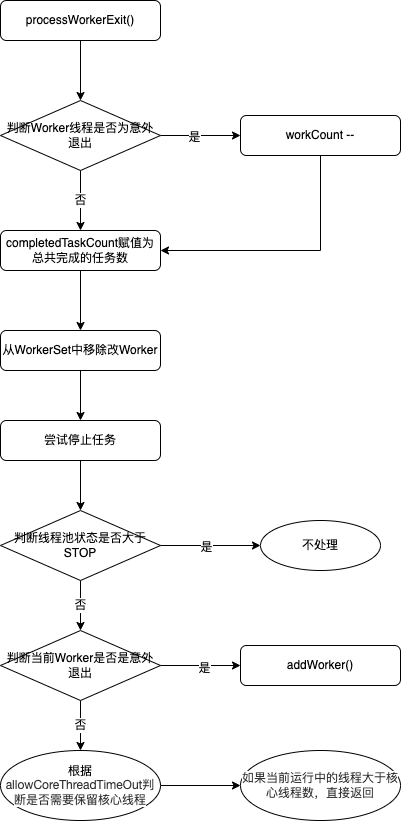 processWorkerExit()
判断Worker线程是否为意外
退出
是
workCount --
否
completedTaskCount赋值为
总共完成的任务数
从WorkerSet中移除改Worker
尝试停止任务
判断线程池状态是否大于
STOP
是
不处理
否
判断当前Worker是否是意外
退出
是
addWorker()
否
根据
allowCoreThreadTimeOut判
断是否需要保留核心线程
如果当前运行中的线程大于核
心线程数，直接返回